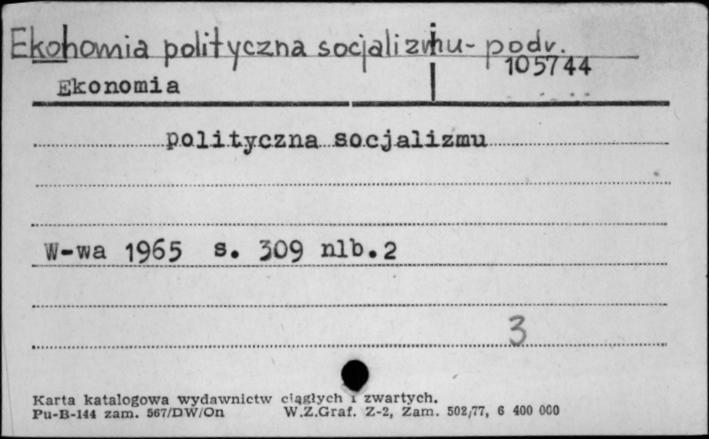 Ekonomia polityczna socjalizmu - podr.
105744
Ekonomia
polityczna socjalizmu
W-wa 1965 s. 309 nlb.2
3
Karta katalogowa wydawnictw ciągłych i zwartych.
Pu-B-144 zam. 567/DW/On W.Z.Graf. Z-2, Zam. 502/77, 6 400 000